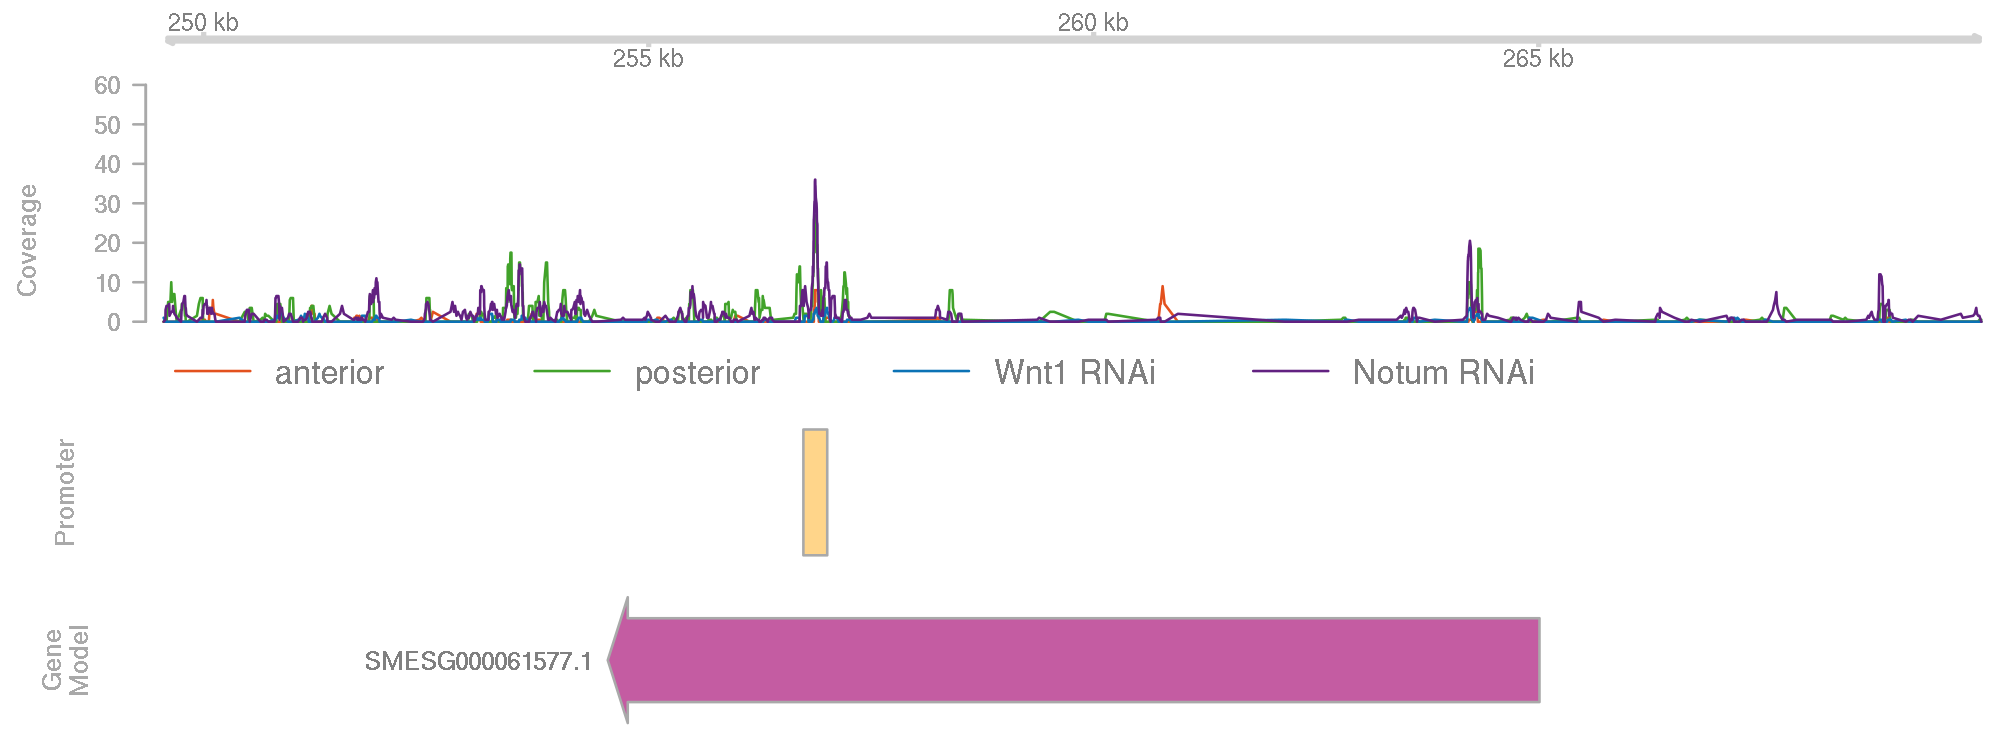 250 kb
260 kb
255 kb
265 kb
60
50
40
30
20
10
0
Coverage
anterior
posterior
Wnt1 RNAi
Notum RNAi
Promoter
Gene
Model
SMESG000061577.1